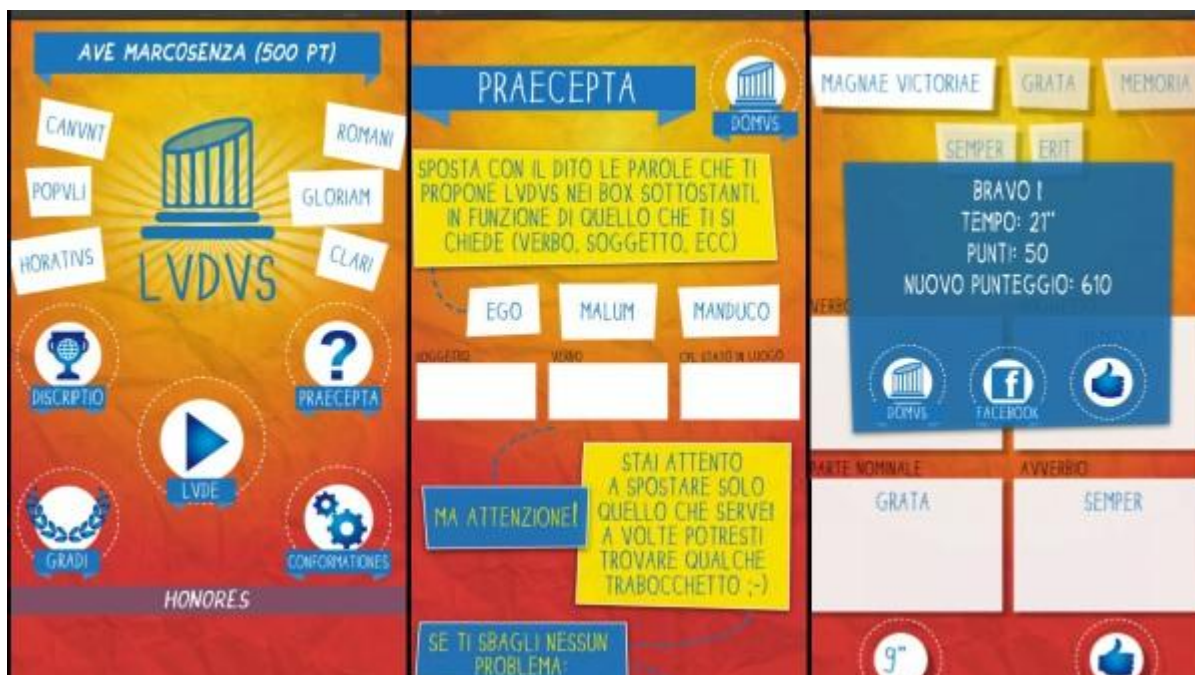 AVE MARCOSENZA (500 PT)
CANVNT
ROMANI
POPVLI
GLORIAM
HORATIVS
CLARI
LVDVS
DISCRIPTIO
PRAECEPTA
LVDE
GRADI
CONFORMATIONES
HONORES
PRAECEPTA
DOMVS
SPOSTA CON IL DITO LE PAROLE CHE TI
PROPONE LVDVS NEI BOX SOTTOSTANTI,
IN FUNZIONE DI QUELLO CHE TI SI
CHIEDE (VERBO, SOGGETTO, ECC)
EGO MALUM MANDUCO
SOGGETTO VERBO CPL. STATO IN LUOGO
MA ATTENZIONE!
STAI ATTENTO
A SPOSTARE SOLO
QUELLO CHE SERVE!
A VOLTE POTRESTI
TROVARE QUALCHE
TRABOCCHETTO ;-)
SE TI SBAGLI NESSUN
PROBLEMA:
MAGNAE VICTORIAE GRATA MEMORIA
SEMPER ERIT
BRAVO !
TEMPO: 21"
PUNTI: 50
NUOVO PUNTEGGIO: 610
VERBO
DOMVS FACEBOOK
PARTE NOMINALE AVVERBIO
GRATA SEMPER
9"